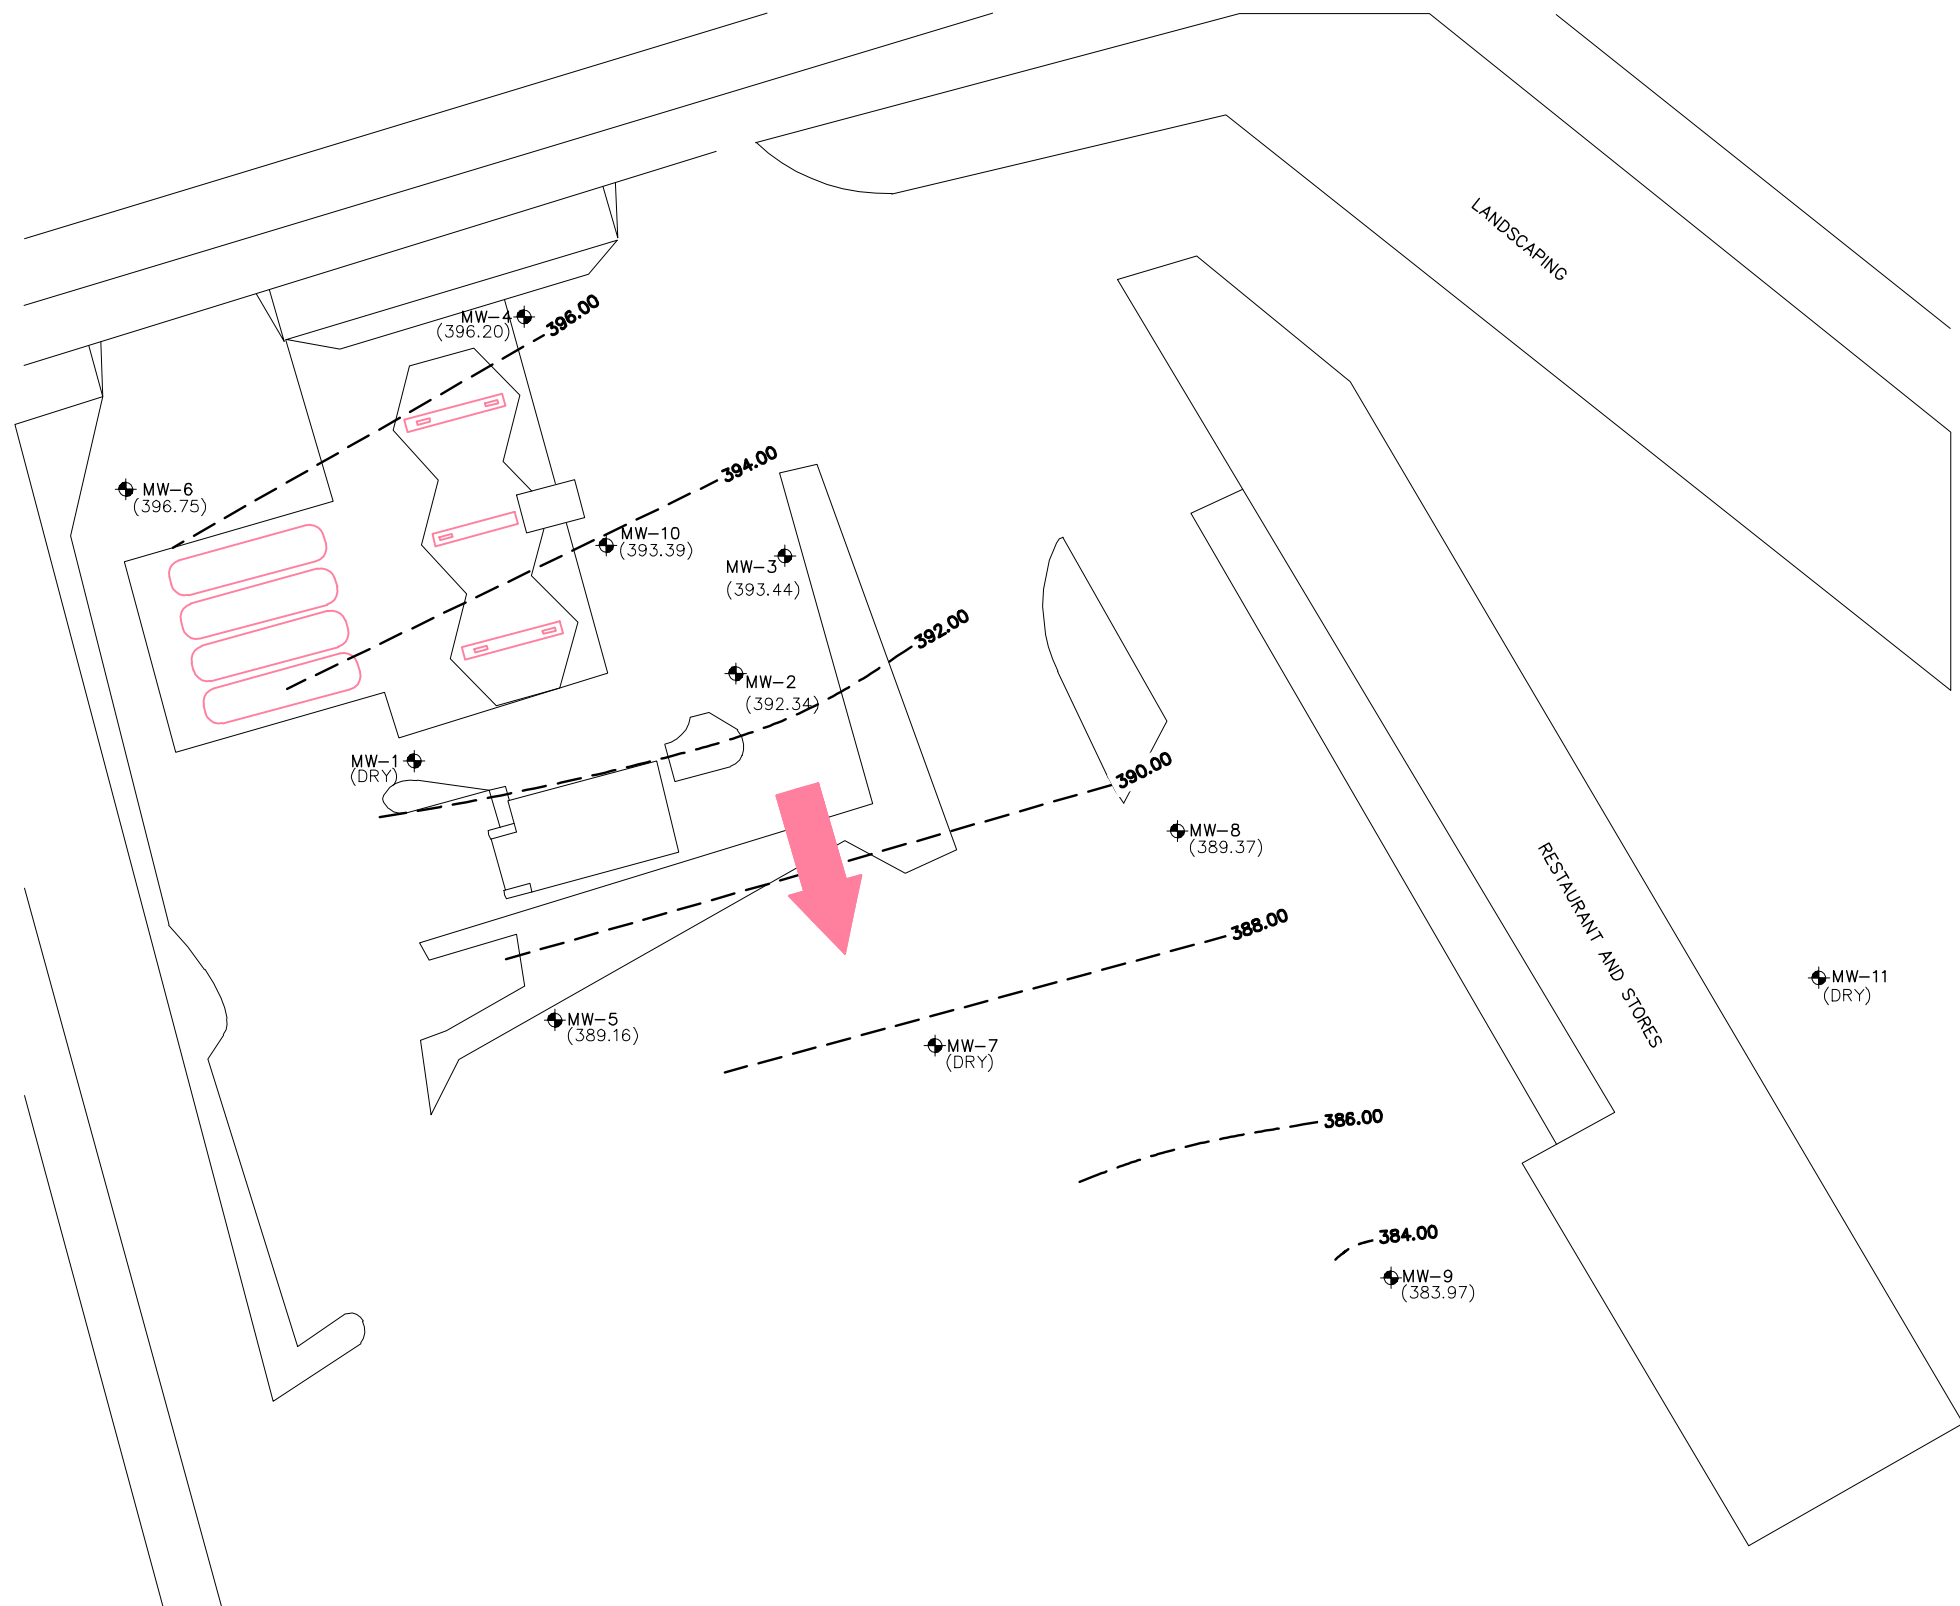 LANDSCAPING
396.00
MW-4
(396.20)
394.00
MW-6
(396.75)
MW-10
(393.39)
MW-3
(393.44)
392.00
MW-2
(392.34)
MW-1
(DRY)
390.00
MW-8
(389.37)
RESTAURANT AND STORES
388.00
MW-11
(DRY)
MW-5
(389.16)
MW-7
(DRY)
386.00
384.00
MW-9
(383.97)